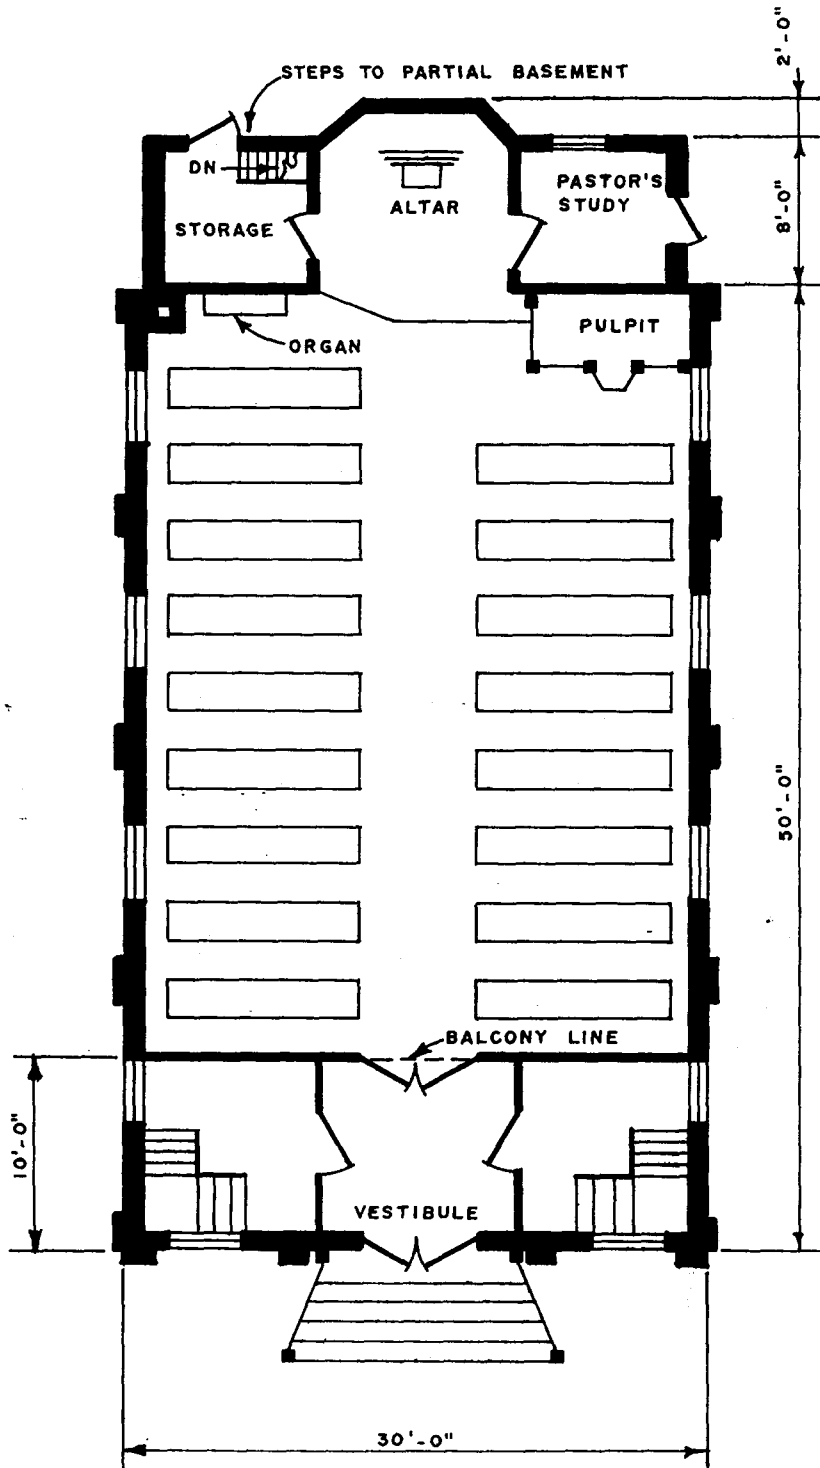 2'-0"
STEPS TO PARTIAL BASEMENT
DN
ALTAR
PASTOR'S
STUDY
8'-0"
STORAGE
PULPIT
ORGAN
50'-0"
BALCONY LINE
10'-0"
VESTIBULE
30'-0"